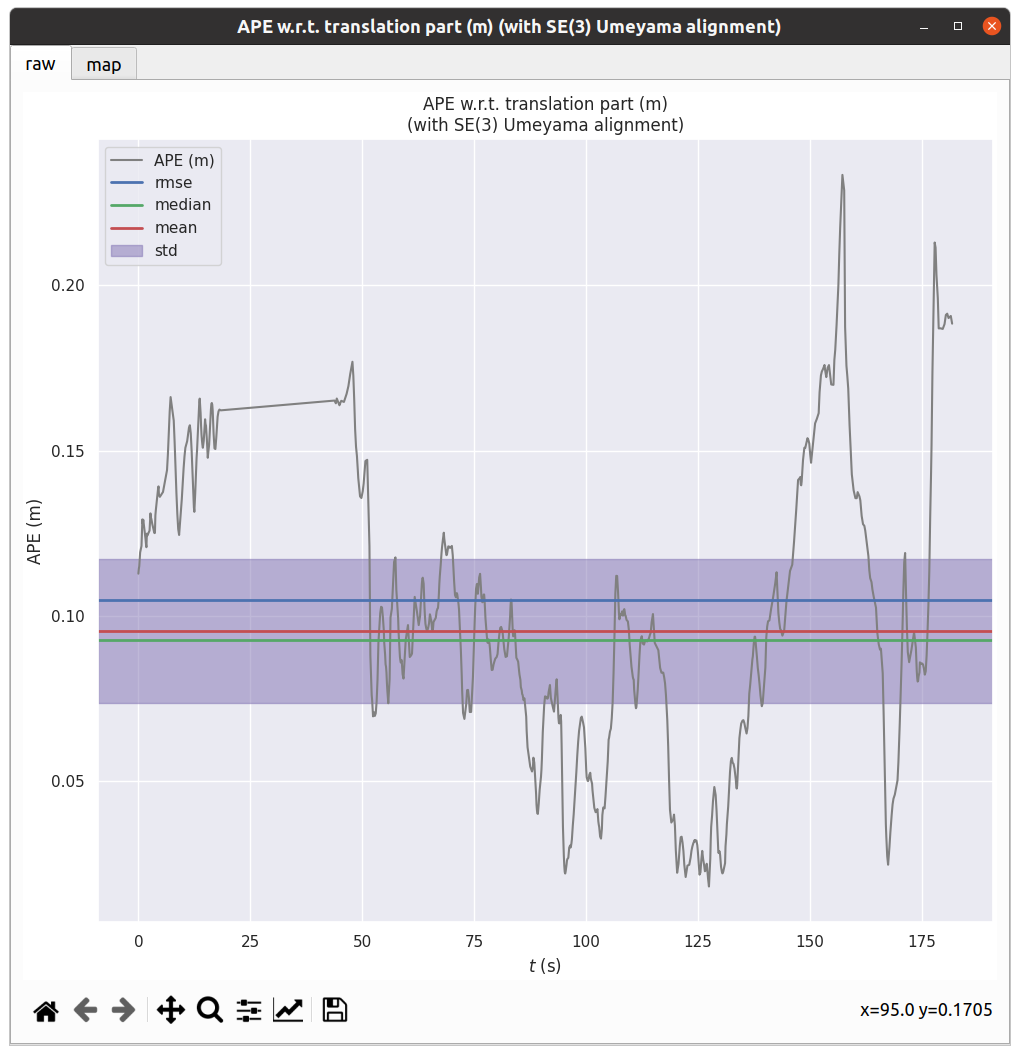 APE w.r.t. translation part (m) (with SE(3) Umeyama alignment)
raw
map
APE w.r.t. translation part (m)
(with SE(3) Umeyama alignment)
APE (m)
rmse
median
mean
std
0.20
0.15
0.10
0.05
APE (m)
0 25 50 75 100 125 150 175
t (s)
x=95.0 y=0.1705